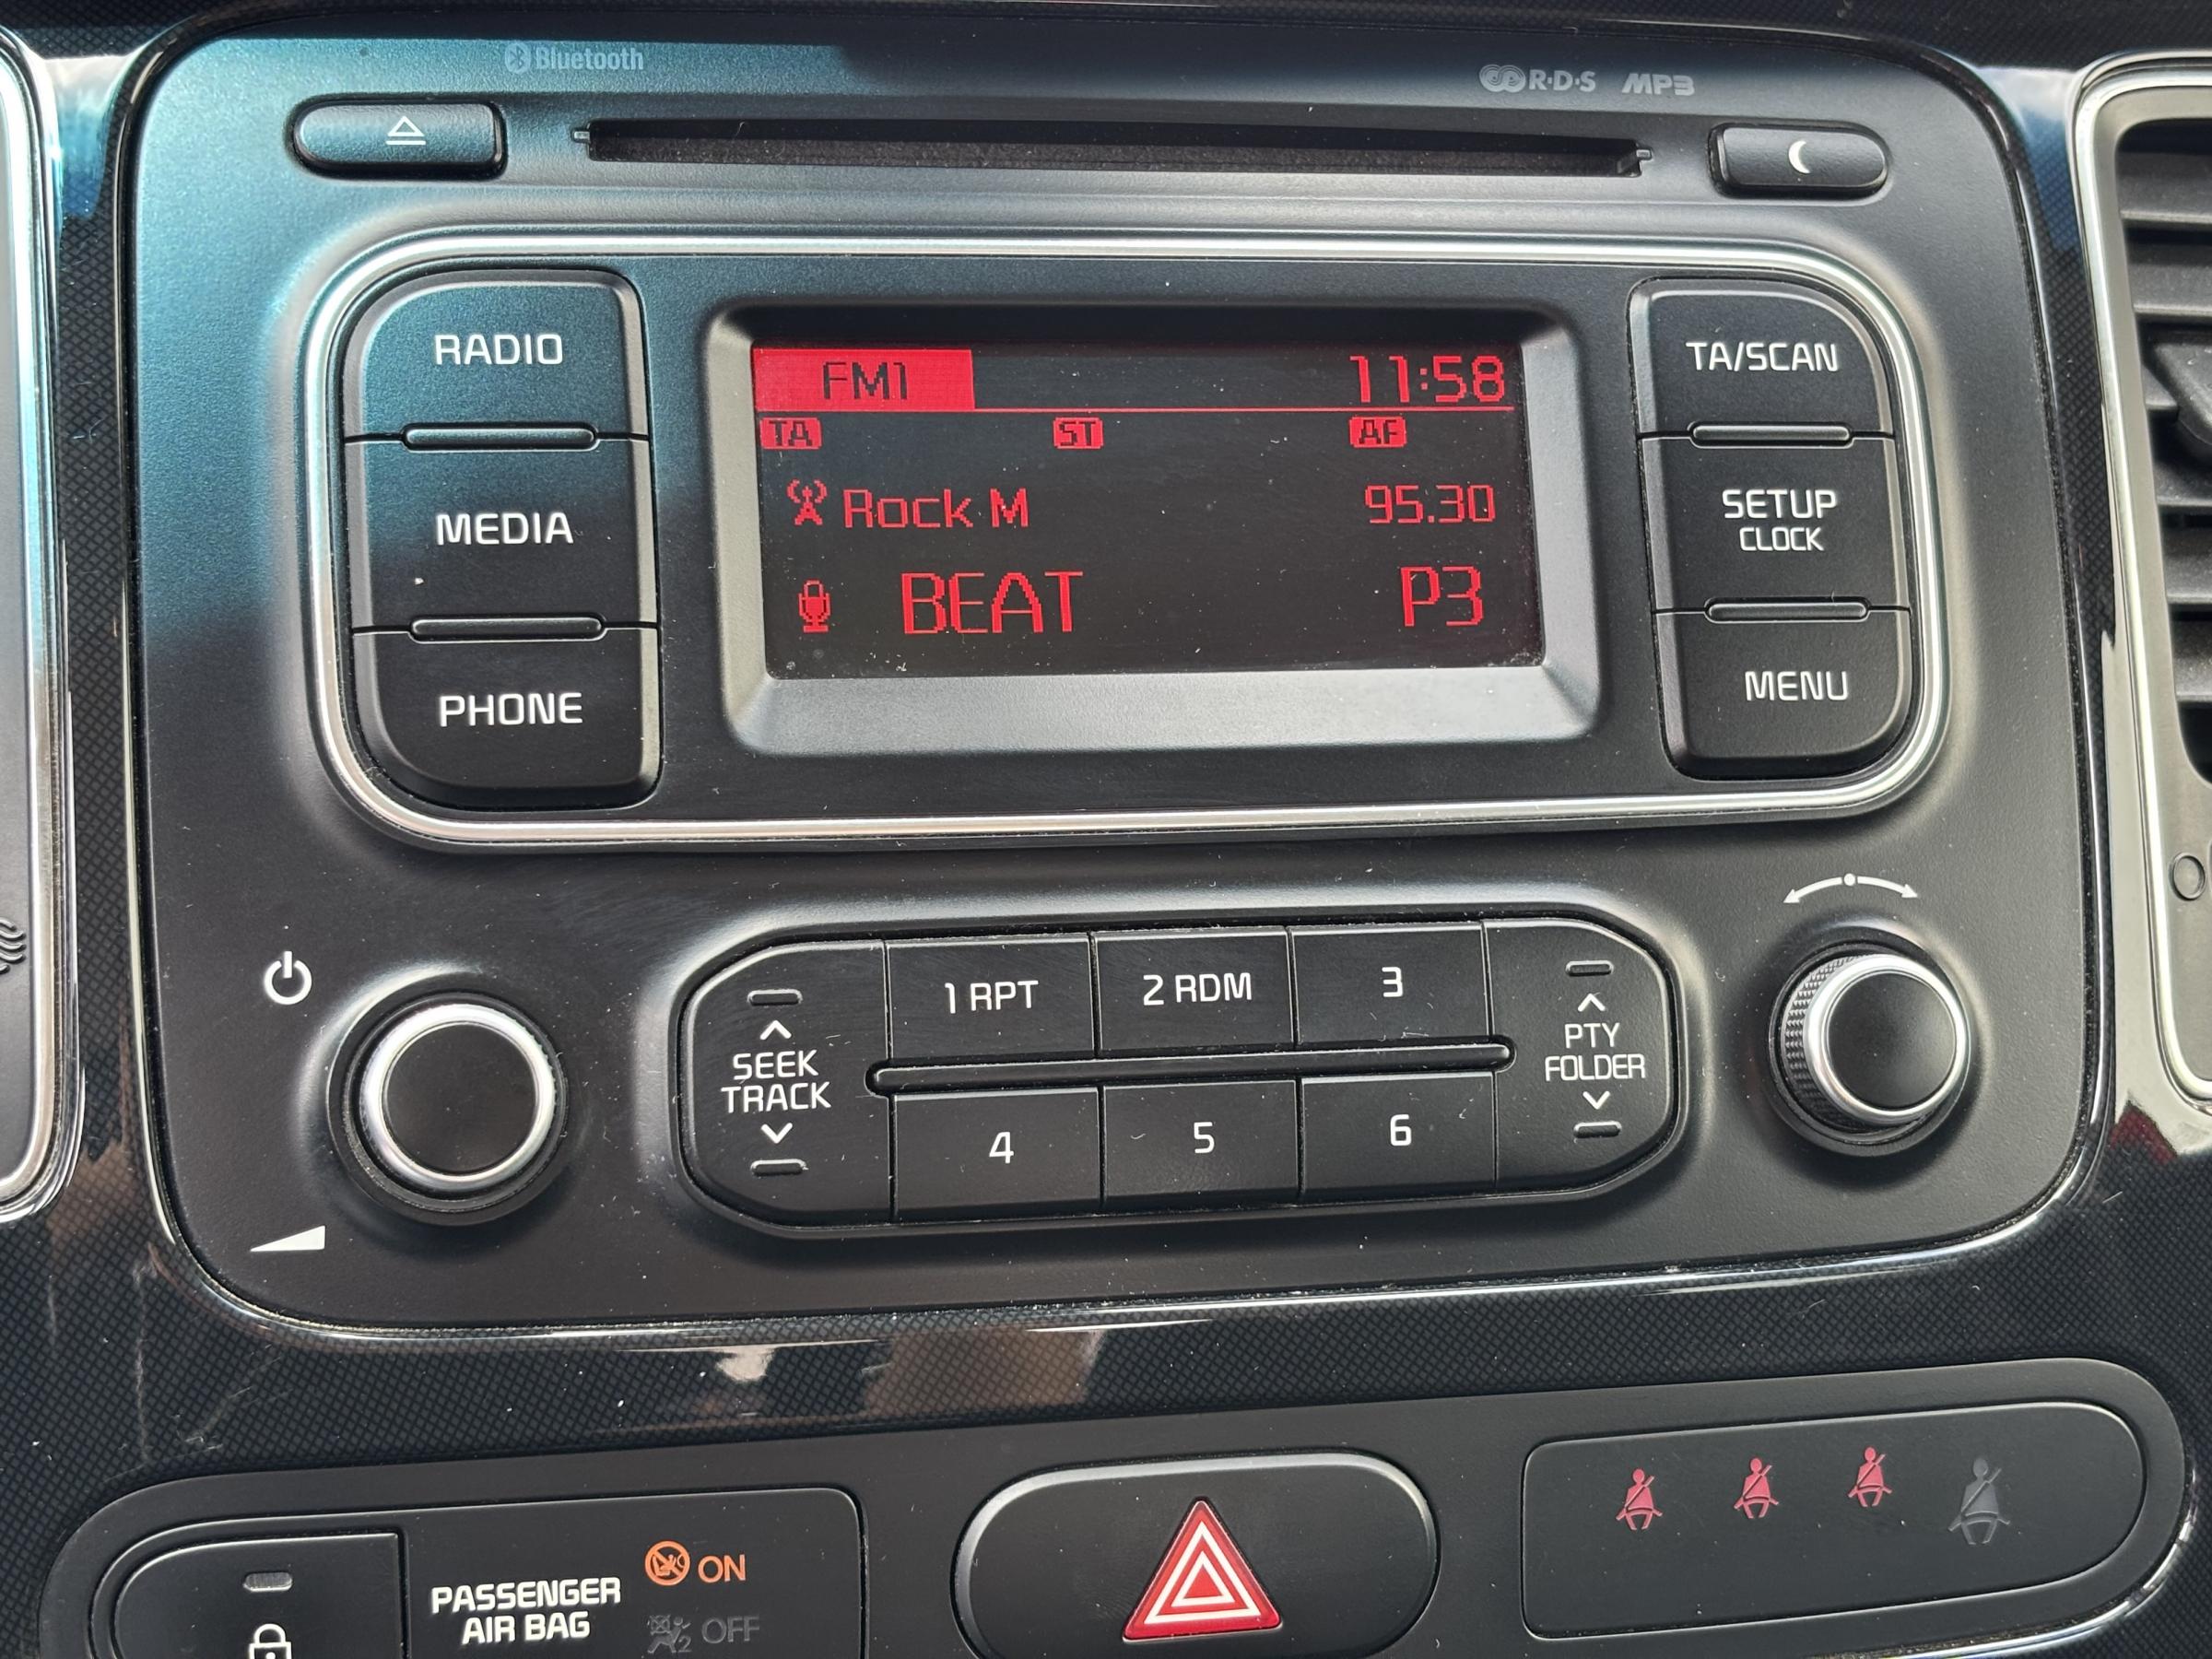 Bluetooth
R·D·S MP3
RADIO
MEDIA
PHONE
FM1 11:58
TA ST AF
Rock M 95.30
BEAT P3
TA/SCAN
SETUP
CLOCK
MENU
SEEK
TRACK
1 RPT
2 RDM
3
4
5
6
PTY
FOLDER
PASSENGER
AIR BAG
ON
OFF